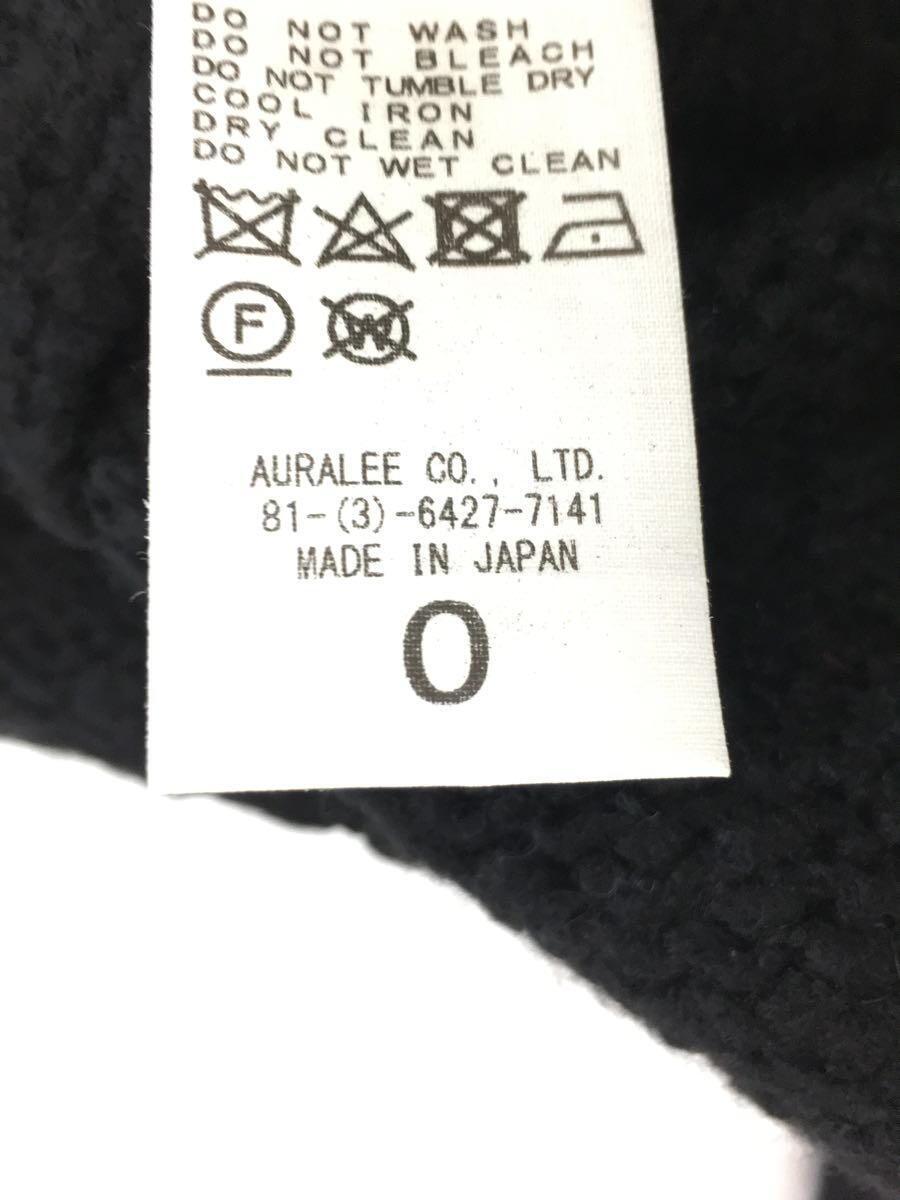 DO NOT WASH
DO NOT BLEACH
DO NOT TUMBLE DRY
COOL IRON
DRY CLEAN
DO NOT WET CLEAN
F W
AURALEE CO., LTD.
81-(3)-6427-7141
MADE IN JAPAN
0